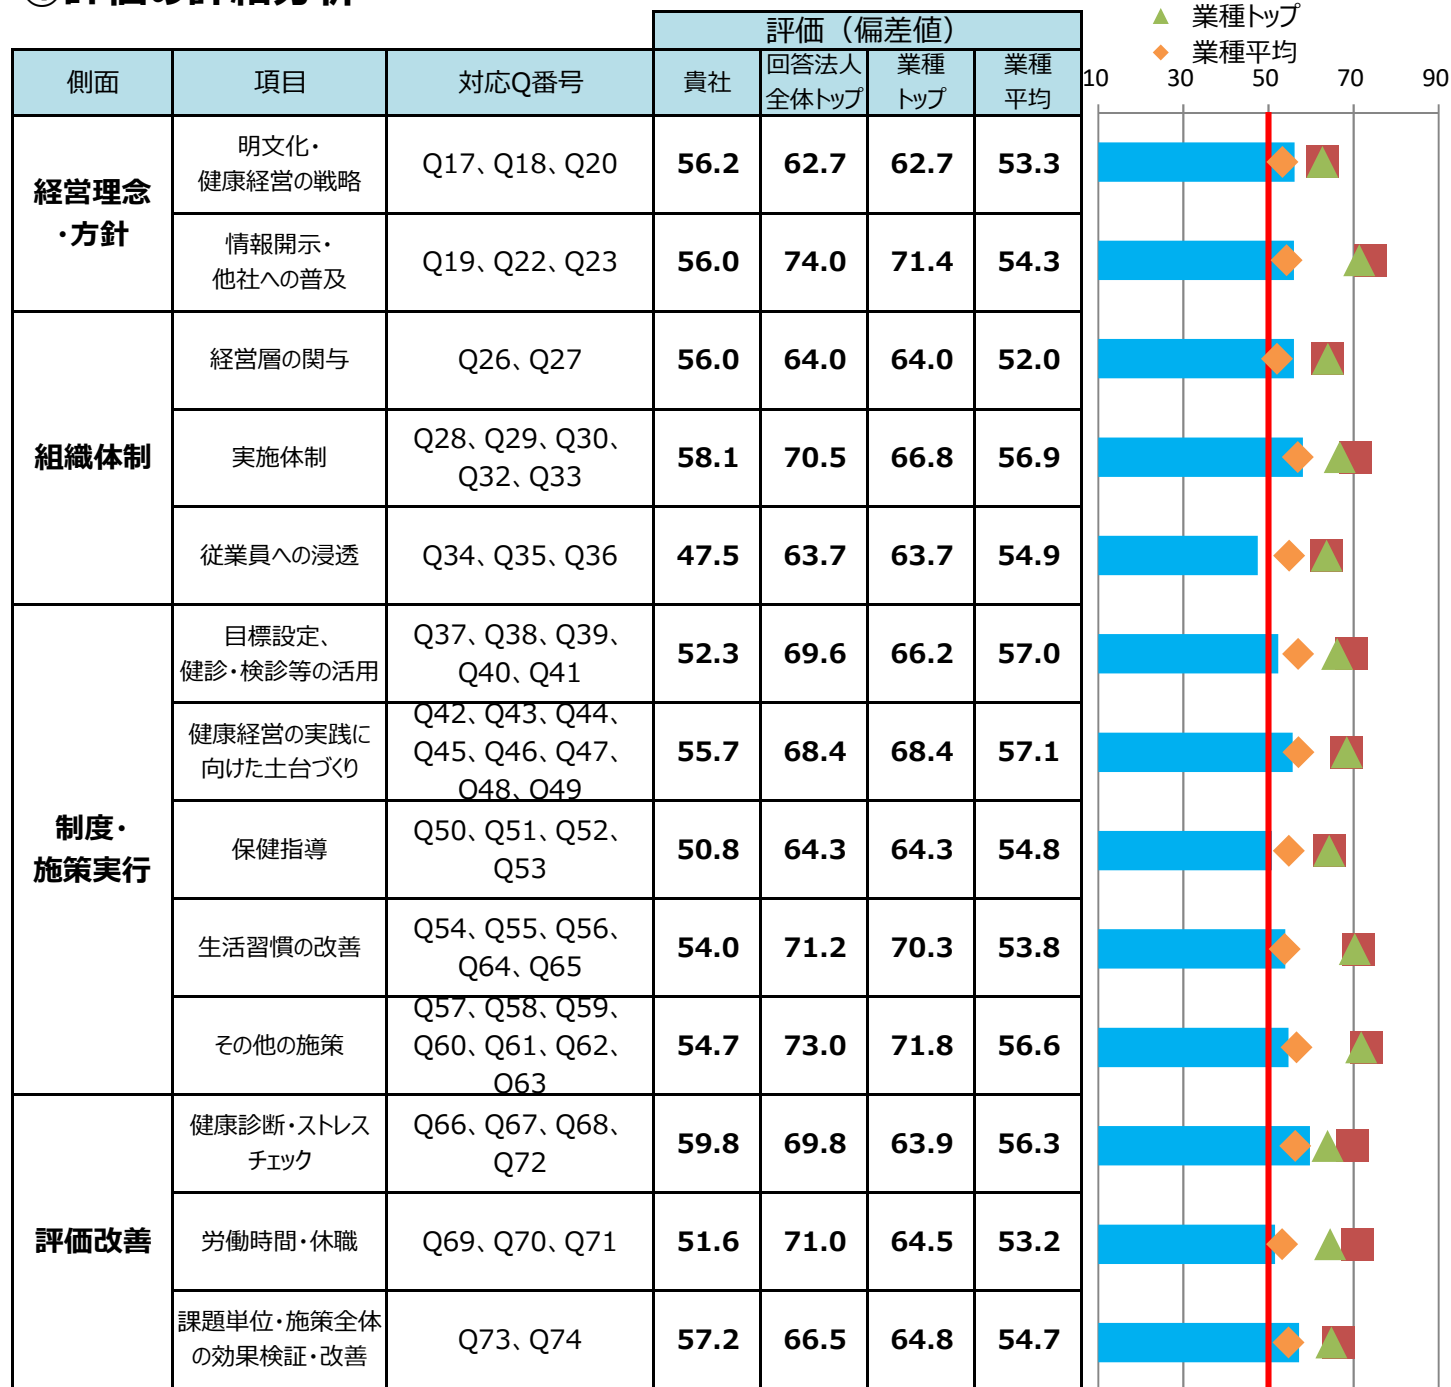 評価（偏差値）
▲ 業種トップ
◆ 業種平均
側面 項目 対応Q番号 貴社 回答法人 業種 業種
全体トップ トップ 平均
10 30 50 70 90
経営理念
・方針
明文化・
健康経営の戦略
Q17、Q18、Q20 56.2 62.7 62.7 53.3
情報開示・
他社への普及
Q19、Q22、Q23 56.0 74.0 71.4 54.3
組織体制
経営層の関与 Q26、Q27 56.0 64.0 64.0 52.0
実施体制
Q28、Q29、Q30、
Q32、Q33
58.1 70.5 66.8 56.9
従業員への浸透 Q34、Q35、Q36 47.5 63.7 63.7 54.9
制度・
施策実行
目標設定、
健診・検診等の活用
Q37、Q38、Q39、
Q40、Q41
52.3 69.6 66.2 57.0
健康経営の実践に
向けた土台づくり
Q42、Q43、Q44、
Q45、Q46、Q47、
Q48、Q49
55.7 68.4 68.4 57.1
保健指導
Q50、Q51、Q52、
Q53
50.8 64.3 64.3 54.8
生活習慣の改善
Q54、Q55、Q56、
Q64、Q65
54.0 71.2 70.3 53.8
その他の施策
Q57、Q58、Q59、
Q60、Q61、Q62、
Q63
54.7 73.0 71.8 56.6
評価改善
健康診断・ストレス
チェック
Q66、Q67、Q68、
Q72
59.8 69.8 63.9 56.3
労働時間・休職 Q69、Q70、Q71 51.6 71.0 64.5 53.2
課題単位・施策全体
の効果検証・改善
Q73、Q74 57.2 66.5 64.8 54.7